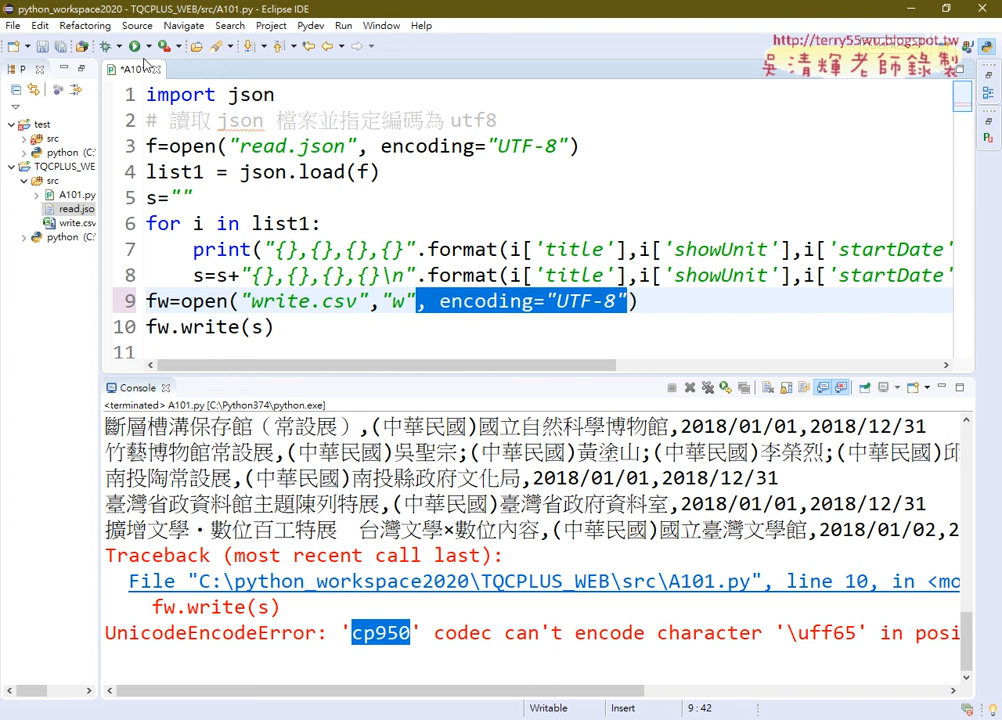 python_workspace2020 - TQCPLUS_WEB/src/A101.py - Eclipse IDE
File Edit Refactoring Source Navigate Search Project Pydev Run Window Help
http://terry55wu.blogspot.tw
吳清輝老師錄製
P
*A10
test
src
python (C:
TQCPLUS_WE
src
A101.py
read.jso
write.csv
python (C:
1 import json
2 # 讀取 json 檔案並指定編碼為 utf8
3 f=open("read.json", encoding="UTF-8")
4 list1 = json.load(f)
5 s=""
6 for i in list1:
7 print("{},{},{},{}".format(i['title'],i['showUnit'],i['startDate'
8 s=s+"{},{},{},{}\n".format(i['title'],i['showUnit'],i['startDate'
9 fw=open("write.csv","w", encoding="UTF-8")
10 fw.write(s)
11
Console
<terminated> A101.py [C:\Python374\python.exe]
斷層槽溝保存館（常設展）,(中華民國)國立自然科學博物館,2018/01/01,2018/12/31
竹藝博物館常設展,(中華民國)吳聖宗;(中華民國)黃塗山;(中華民國)李榮烈;(中華民國)邱
南投陶常設展,(中華民國)南投縣政府文化局,2018/01/01,2018/12/31
臺灣省政資料館主題陳列特展,(中華民國)臺灣省政府資料室,2018/01/01,2018/12/31
擴增文學・數位百工特展　台灣文學×數位內容,(中華民國)國立臺灣文學館,2018/01/02,2
Traceback (most recent call last):
File "C:\python_workspace2020\TQCPLUS_WEB\src\A101.py", line 10, in <mo
fw.write(s)
UnicodeEncodeError: 'cp950' codec can't encode character '\uff65' in posi
Writable Insert 9 : 42